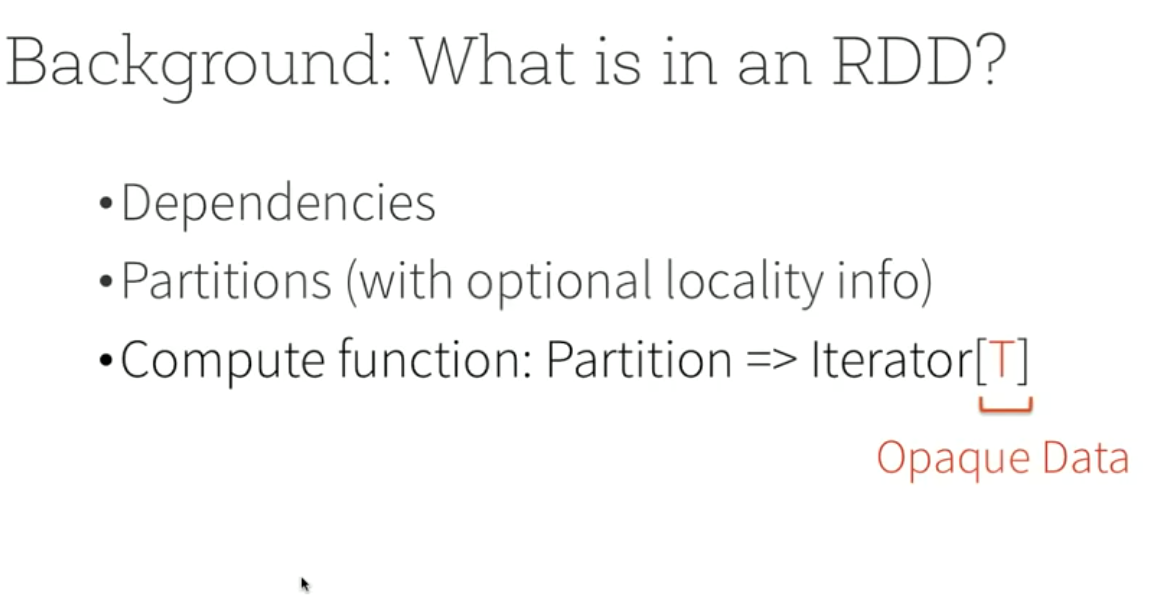 Background: What is in an RDD?
•Dependencies
•Partitions (with optional locality info)
•Compute function: Partition => Iterator[T]
Opaque Data